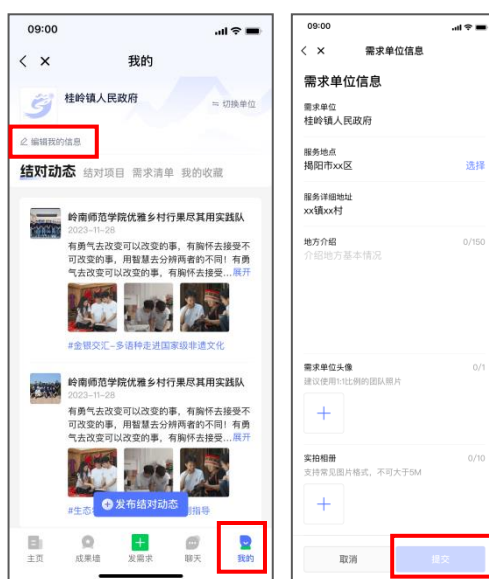 09:00
我的
桂岭镇人民政府
切换单位
编辑我的信息
结对动态 结对项目 需求清单 我的收藏
岭南师范学院优雅乡村行果尽其用实践队
2023-11-28
有勇气去改变可以改变的事，有胸怀去接受不
可改变的事，用智慧去分辨两者的不同！有勇
气去改变可以改变的事，有胸怀去接受...展开
#金银交汇-多语种走进国家级非遗文化
岭南师范学院优雅乡村行果尽其用实践队
2023-11-28
有勇气去改变可以改变的事，有胸怀去接受不
可改变的事，用智慧去分辨两者的不同！有勇
气去改变可以改变的事，有胸怀去接受...展开
#生态
指导
发布结对动态
主页 成果墙 发需求 聊天 我的
09:00
需求单位信息
需求单位信息
需求单位
桂岭镇人民政府
服务地点
揭阳市xx区 选择
服务详细地址
xx镇xx村
地方介绍 0/150
介绍地方基本情况
需求单位头像 0/1
建议使用1:1比例的团队照片
实拍相册 0/10
支持常见图片格式，不可大于5M
取消 提交